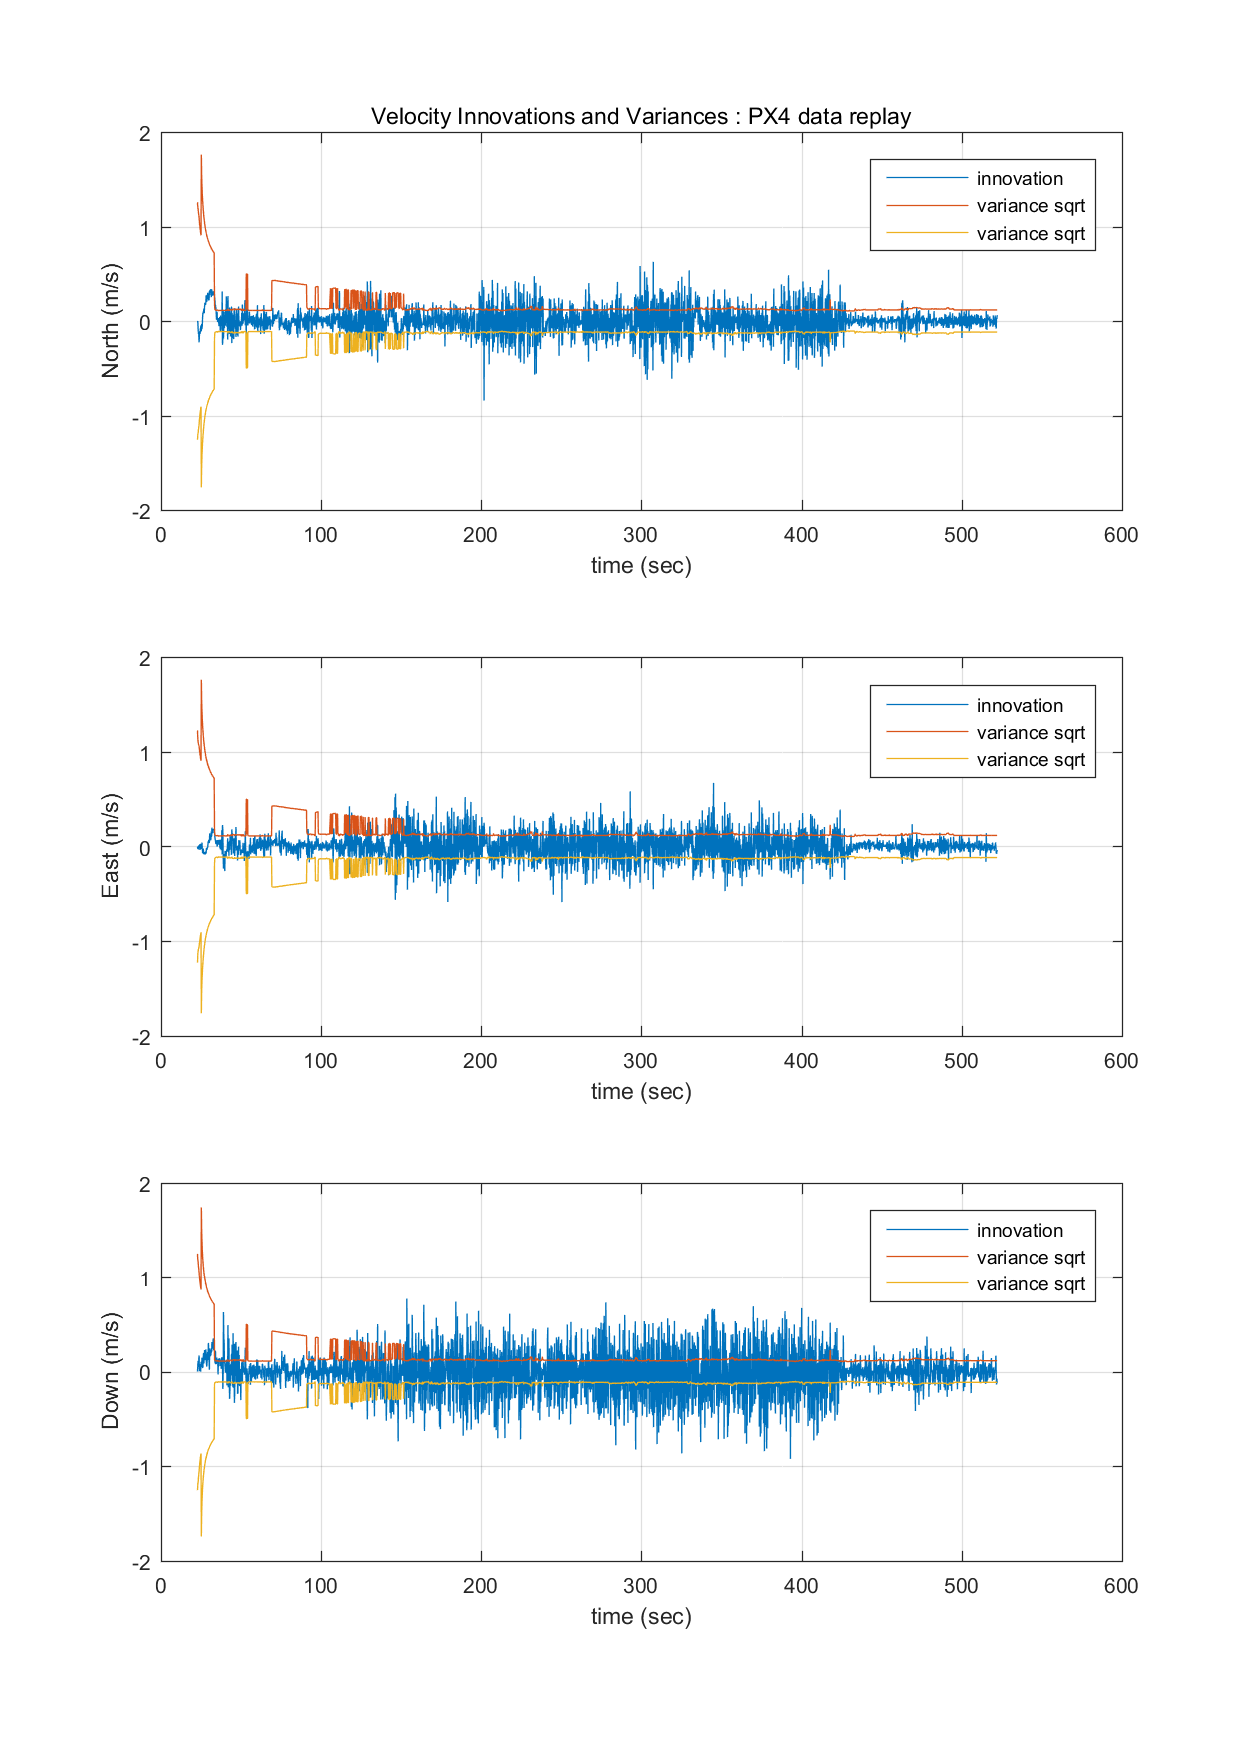 Velocity Innovations and Variances : PX4 data replay
2
1
0
-1
-2
North (m/s)
innovation
variance sqrt
variance sqrt
0 100 200 300 400 500 600
time (sec)
2
1
0
-1
-2
East (m/s)
innovation
variance sqrt
variance sqrt
0 100 200 300 400 500 600
time (sec)
2
1
0
-1
-2
Down (m/s)
innovation
variance sqrt
variance sqrt
0 100 200 300 400 500 600
time (sec)